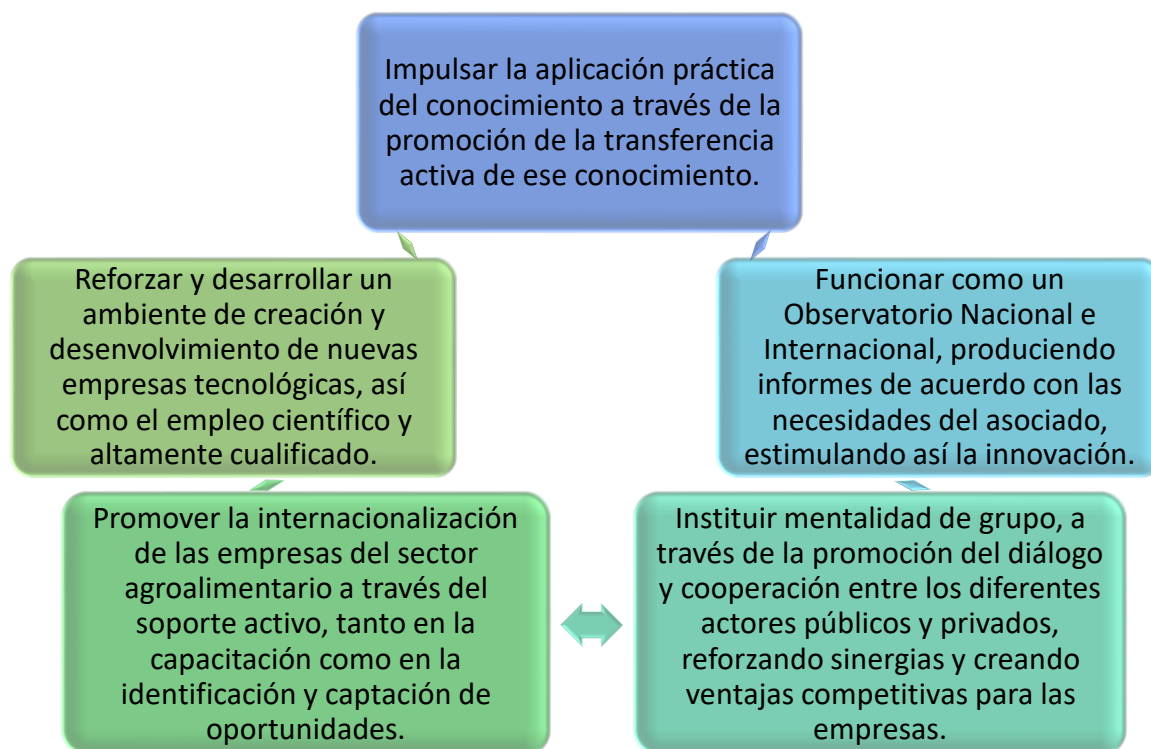 Impulsar la aplicación práctica
del conocimiento a través de la
promoción de la transferencia
activa de ese conocimiento.
Reforzar y desarrollar un
ambiente de creación y
desenvolvimiento de nuevas
empresas tecnológicas, así
como el empleo científico y
altamente cualificado.
Funcionar como un
Observatorio Nacional e
Internacional, produciendo
informes de acuerdo con las
necesidades del asociado,
estimulando así la innovación.
Promover la internacionalización
de las empresas del sector
agroalimentario a través del
soporte activo, tanto en la
capacitación como en la
identificación y captación de
oportunidades.
Instituir mentalidad de grupo, a
través de la promoción del diálogo
y cooperación entre los diferentes
actores públicos y privados,
reforzando sinergias y creando
ventajas competitivas para las
empresas.